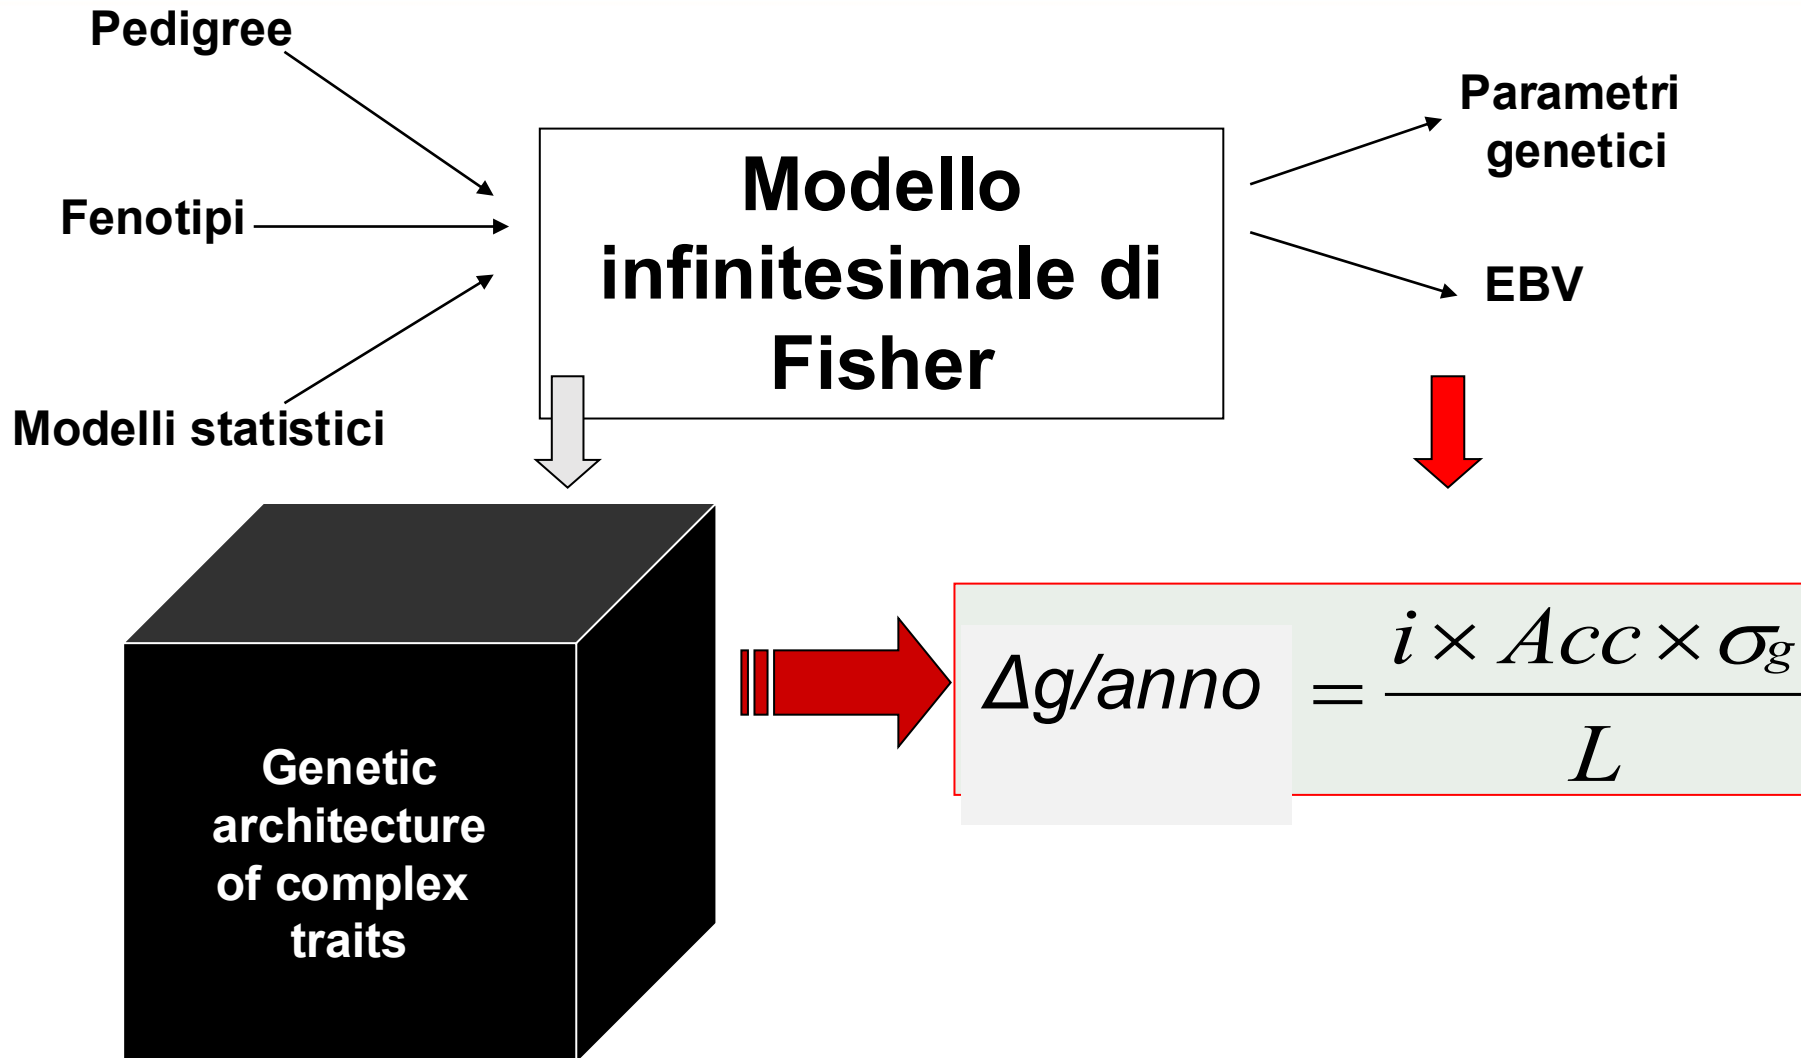 Pedigree
Fenotipi
Modelli statistici
Modello
infinitesimale di
Fisher
Parametri
genetici
EBV
Genetic
architecture
of complex
traits
Δg/anno = i × Acc × σg
L